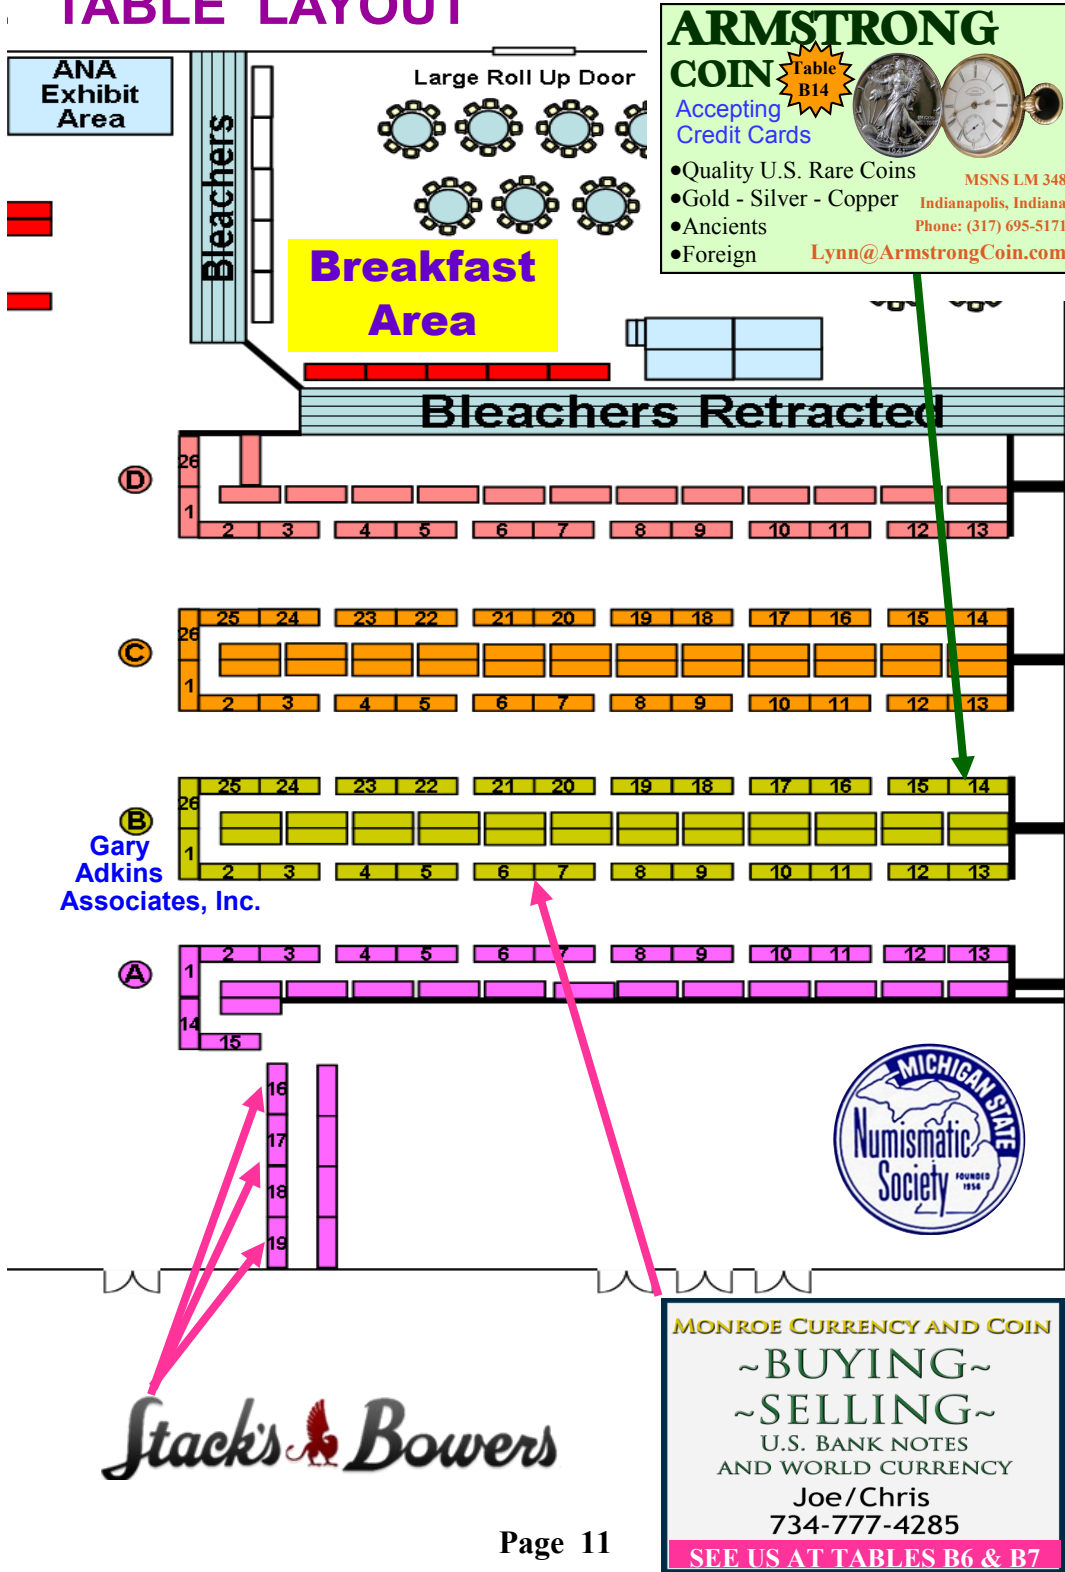 TABLE LAYOUT
ARMSTRONG
COIN
Table
B14
Accepting
Credit Cards
•Quality U.S. Rare Coins
•Gold - Silver - Copper
•Ancients
•Foreign
MSNS LM 348
Indianapolis, Indiana
Phone: (317) 695-5171
Lynn@ArmstrongCoin.com
ANA
Exhibit
Area
Bleachers
Large Roll Up Door
Breakfast
Area
Bleachers Retracted
D
26
1
2 3 4 5 6 7 8 9 10 11 12 13
25 24 23 22 21 20 19 18 17 16 15 14
C
26
1
2 3 4 5 6 7 8 9 10 11 12 13
25 24 23 22 21 20 19 18 17 16 15 14
B
26
1
Gary
Adkins
Associates, Inc.
2 3 4 5 6 7 8 9 10 11 12 13
2 3 4 5 6 7 8 9 10 11 12 13
A
1
14
15
16
17
18
19
MICHIGAN STATE
Numismatic
Society
FOUNDED
1956
Stack's Bowers
MONROE CURRENCY AND COIN
~BUYING~
~SELLING~
U.S. BANK NOTES
AND WORLD CURRENCY
Joe/Chris
734-777-4285
SEE US AT TABLES B6 & B7
Page 11